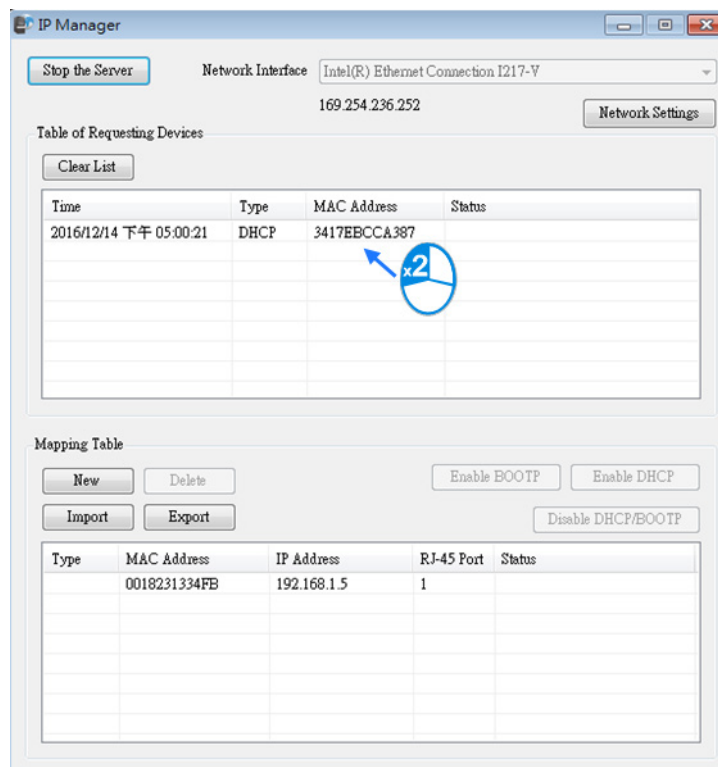 IP Manager
Stop the Server Network Interface Intel(R) Ethernet Connection I217-V
169.254.236.252 Network Settings
Table of Requesting Devices
Clear List
Time Type MAC Address Status
2016/12/14 下午 05:00:21 DHCP 3417EBCCA387
x2
Mapping Table
New Delete Enable BOOTP Enable DHCP
Import Export Disable DHCP/BOOTP
Type MAC Address IP Address RJ-45 Port Status
0018231334FB 192.168.1.5 1